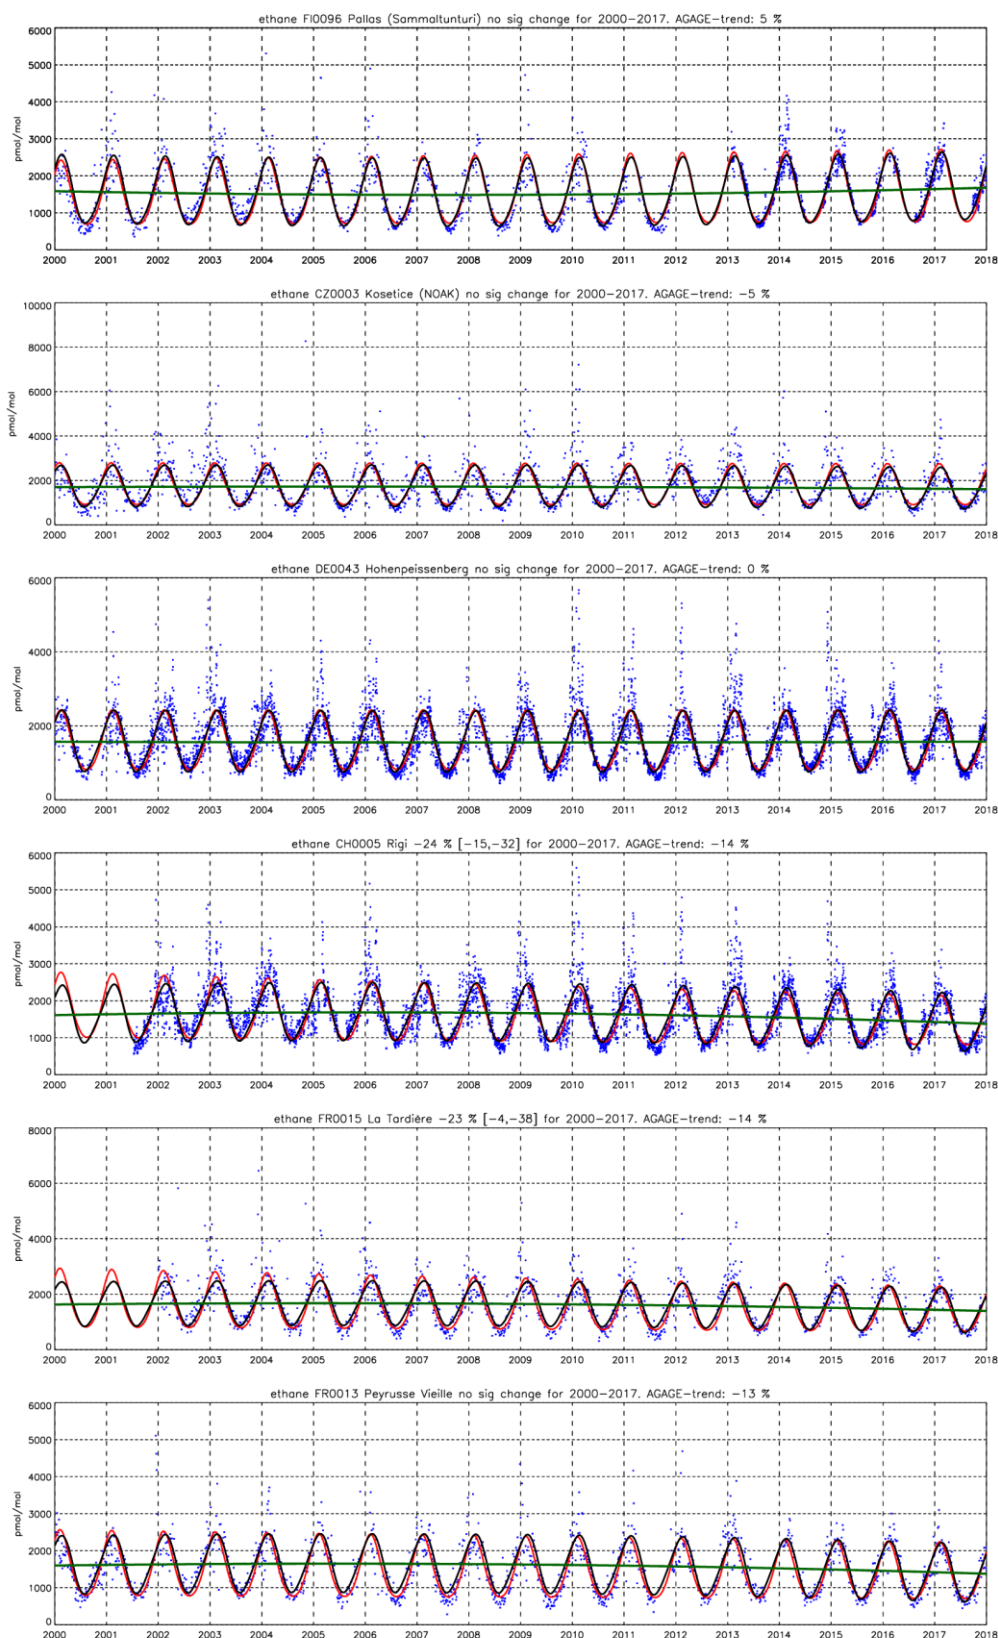 ethane FI0096 Pallas (Sammaltunturi) no sig change for 2000−2017. AGAGE−trend: 5 %
6000
5000
4000
pmol/mol
3000
2000
1000
0
2000 2001 2002 2003 2004 2005 2006 2007 2008 2009 2010 2011 2012 2013 2014 2015 2016 2017 2018
ethane CZ0003 Kosetice (NOAK) no sig change for 2000−2017. AGAGE−trend: −5 %
10000
8000
6000
pmol/mol
4000
2000
0
2000 2001 2002 2003 2004 2005 2006 2007 2008 2009 2010 2011 2012 2013 2014 2015 2016 2017 2018
ethane DE0043 Hohenpeissenberg no sig change for 2000−2017. AGAGE−trend: 0 %
6000
4000
pmol/mol
2000
0
2000 2001 2002 2003 2004 2005 2006 2007 2008 2009 2010 2011 2012 2013 2014 2015 2016 2017 2018
ethane CH0005 Rigi −24 % [−15,−32] for 2000−2017. AGAGE−trend: −14 %
6000
5000
4000
pmol/mol
3000
2000
1000
0
2000 2001 2002 2003 2004 2005 2006 2007 2008 2009 2010 2011 2012 2013 2014 2015 2016 2017 2018
ethane FR0015 La Tardière −23 % [−4,−38] for 2000−2017. AGAGE−trend: −14 %
8000
6000
pmol/mol
4000
2000
0
2000 2001 2002 2003 2004 2005 2006 2007 2008 2009 2010 2011 2012 2013 2014 2015 2016 2017 2018
ethane FR0013 Peyrusse Vieille no sig change for 2000−2017. AGAGE−trend: −13 %
6000
5000
4000
pmol/mol
3000
2000
1000
0
2000 2001 2002 2003 2004 2005 2006 2007 2008 2009 2010 2011 2012 2013 2014 2015 2016 2017 2018